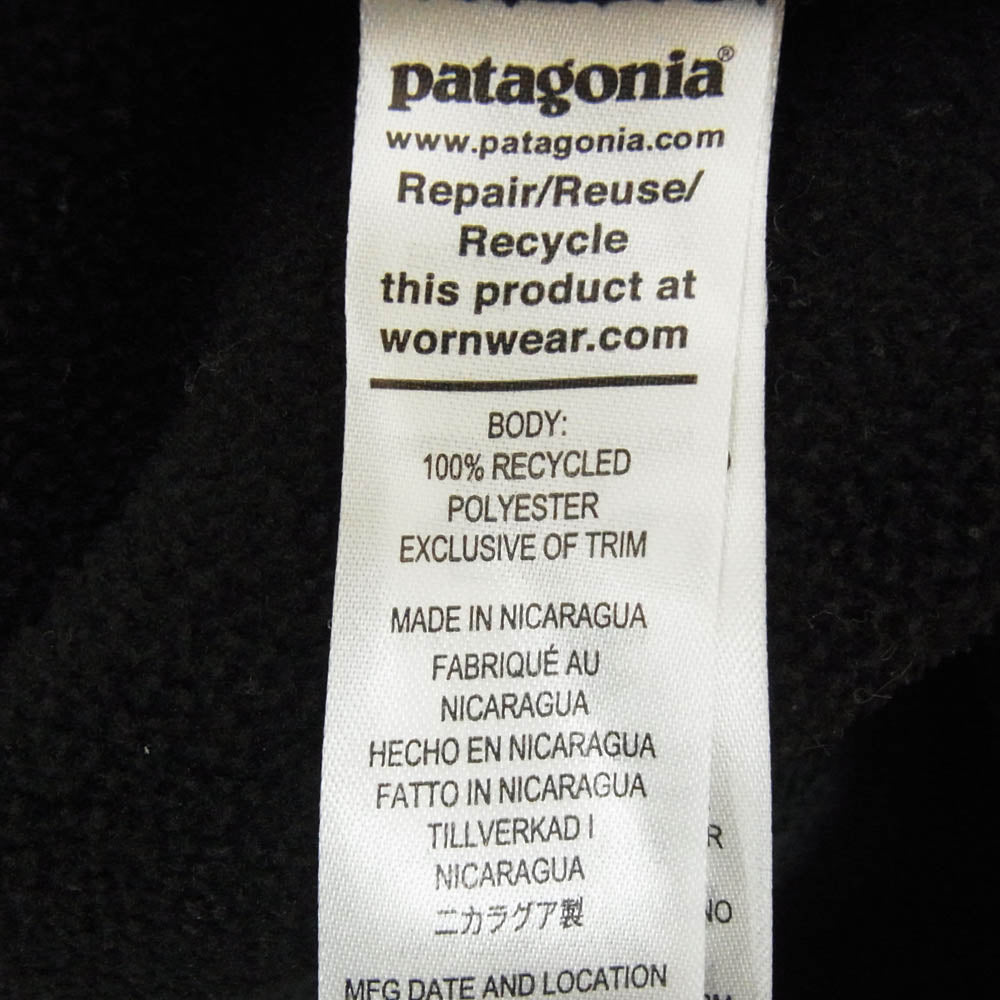 patagonia®
www.patagonia.com
Repair/Reuse/
Recycle
this product at
wornwear.com
BODY:
100% RECYCLED
POLYESTER
EXCLUSIVE OF TRIM
MADE IN NICARAGUA
FABRIQUÉ AU
NICARAGUA
HECHO EN NICARAGUA
FATTO IN NICARAGUA
TILLVERKAD I
NICARAGUA
ニカラグア製
MFG DATE AND LOCATION
R
NO